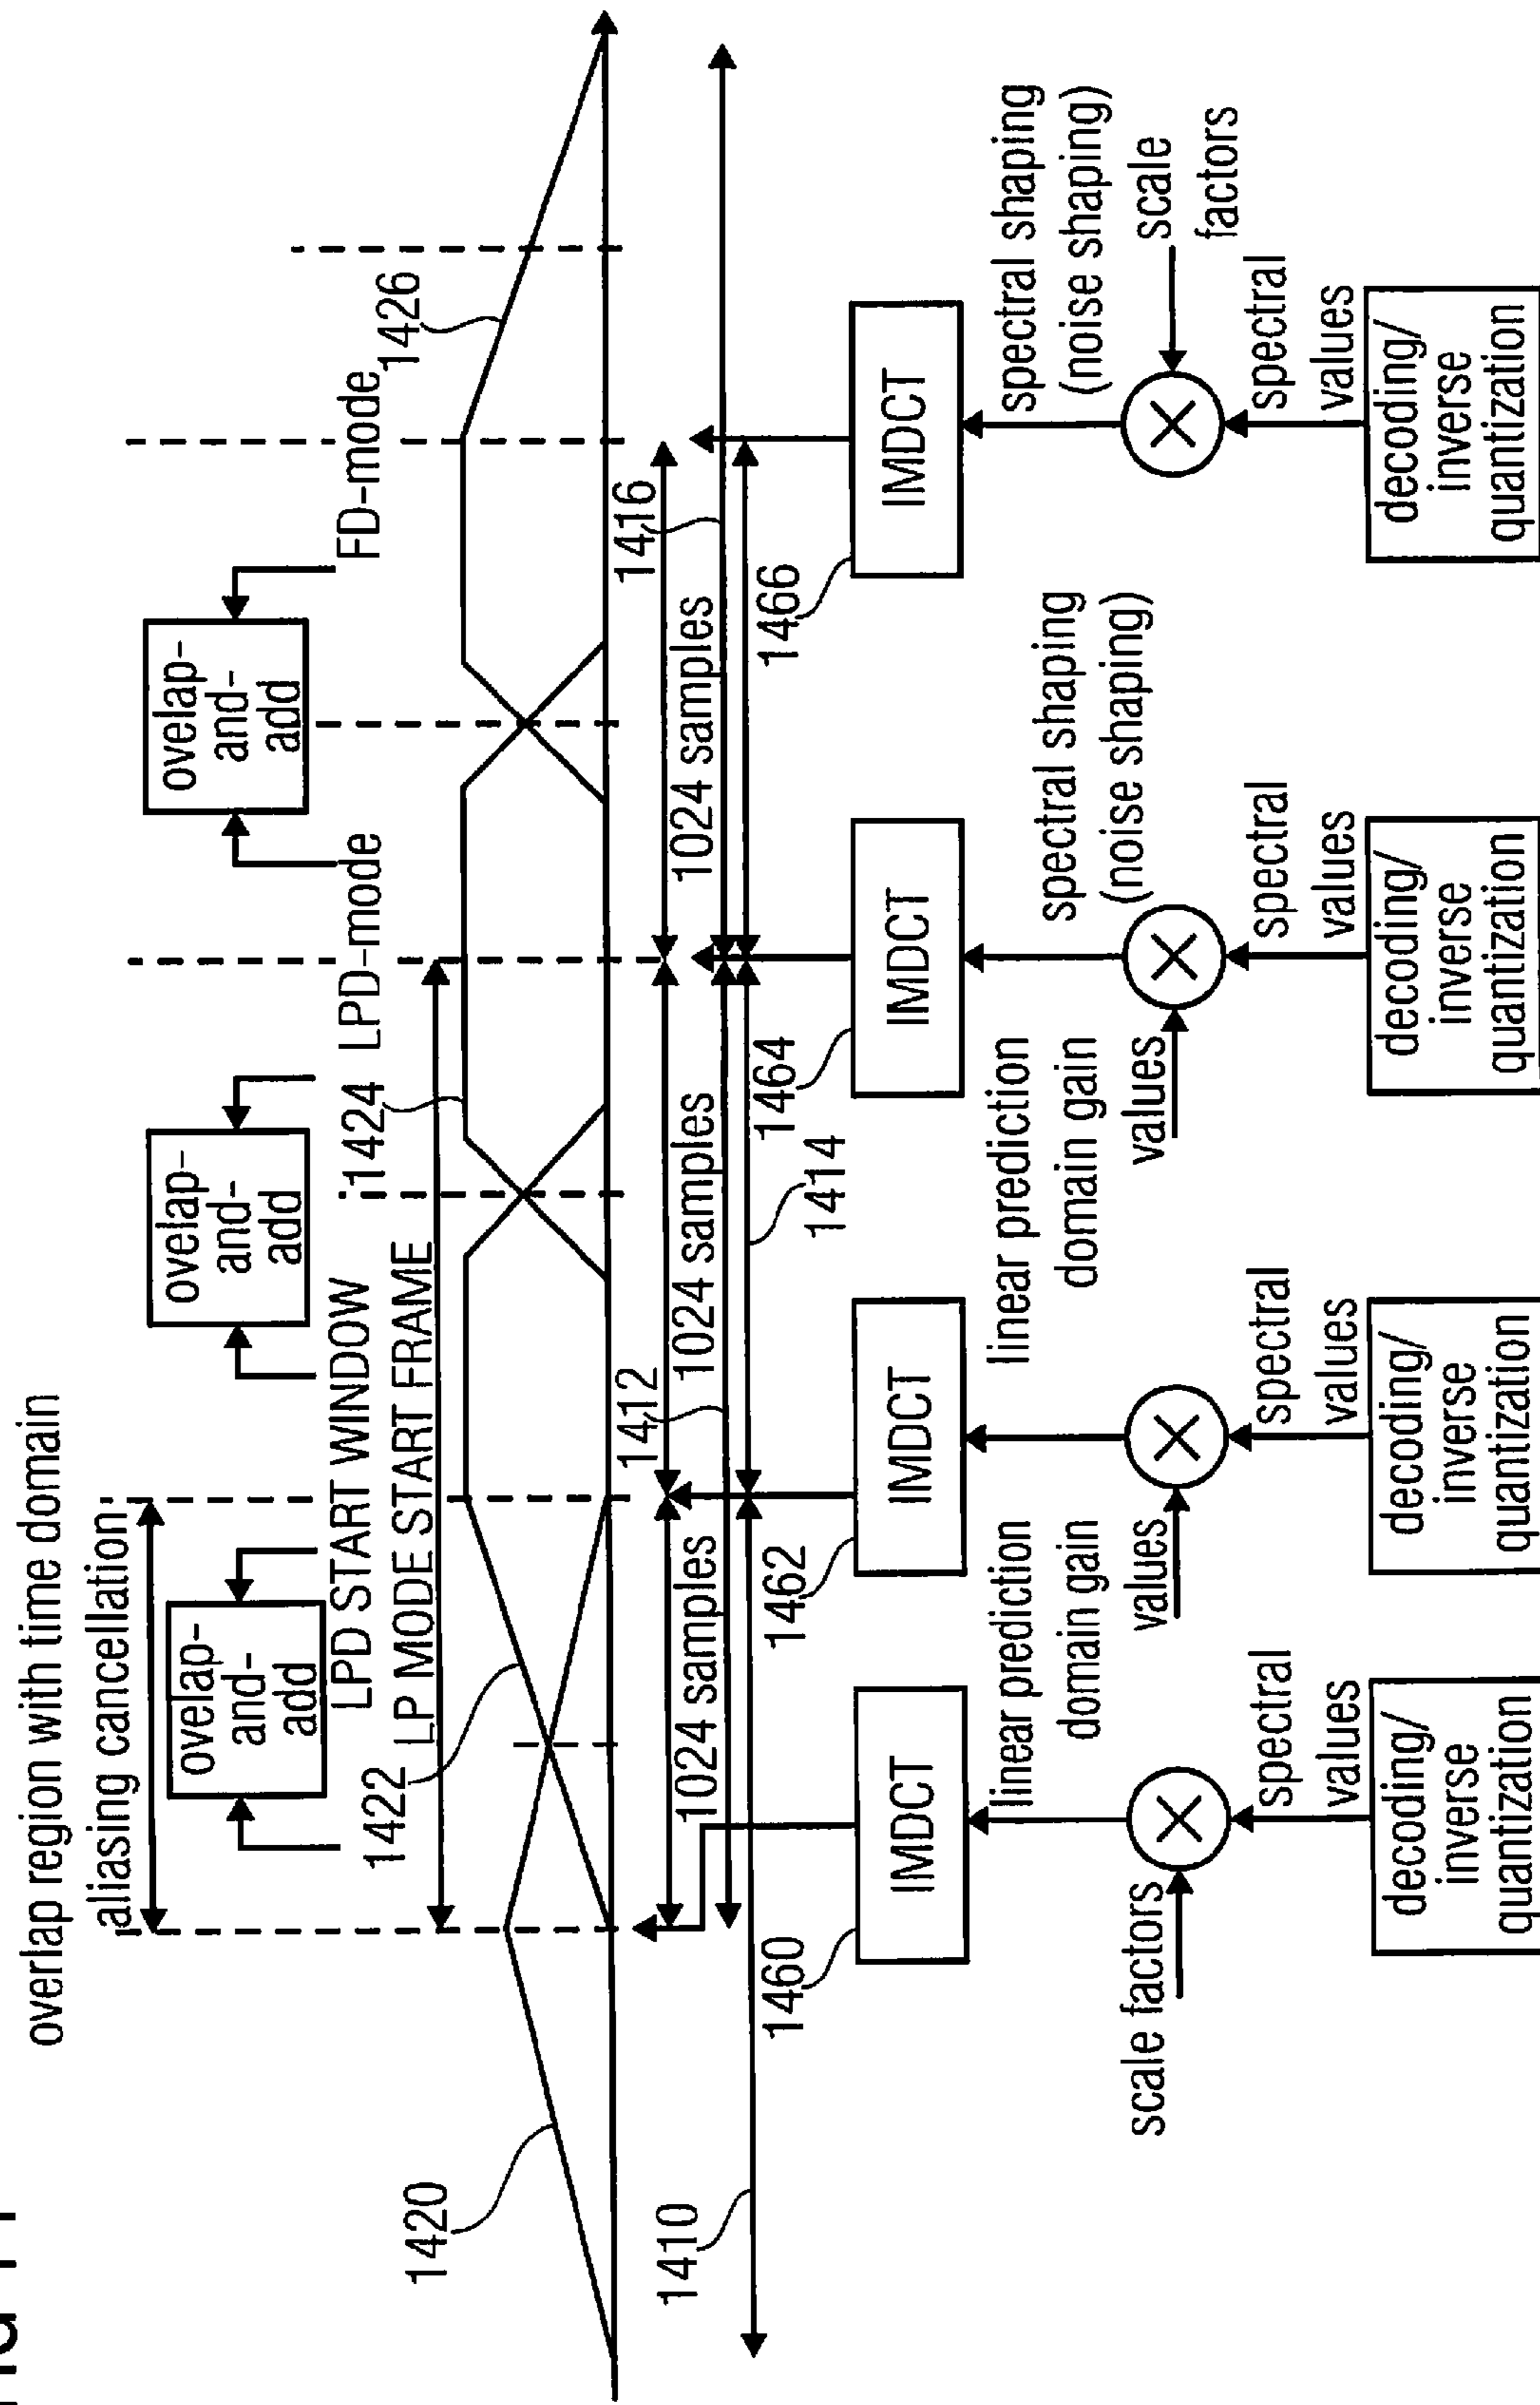 overlap region with time domain
aliasing cancellation
ovelap-
and-
add
ovelap-
and-
add
ovelap-
and-
add
LPD START WINDOW
LPD-mode
FD-mode
LP MODE START FRAME
1420
1422
1424
1426
1410
1024 samples
1412
1024 samples
1024 samples
1416
1460
1462
1414
1464
1466
IMDCT
IMDCT
IMDCT
IMDCT
scale factors
linear prediction
domain gain
values
linear prediction
domain gain
values
spectral shaping
(noise shaping)
spectral shaping
(noise shaping)
scale
factors
spectral
values
spectral
values
spectral
values
spectral
values
decoding/
inverse
quantization
decoding/
inverse
quantization
decoding/
inverse
quantization
decoding/
inverse
quantization